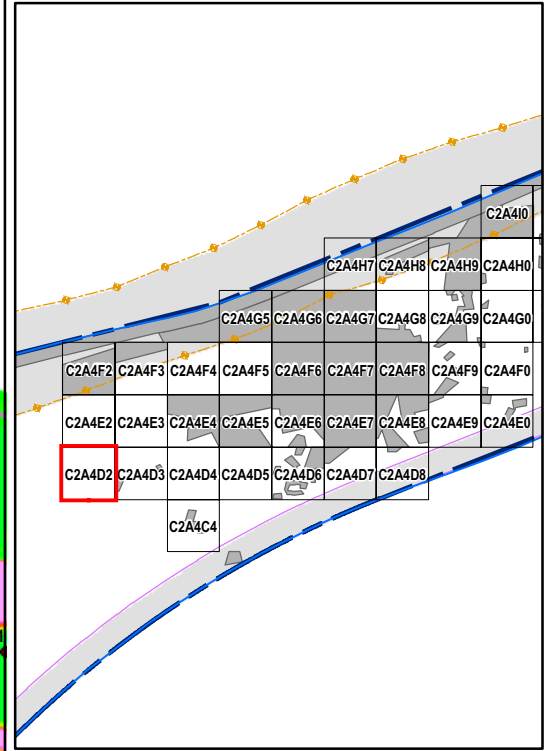 C2A4I0
C2A4H7 C2A4H8 C2A4H9 C2A4H0
C2A4G5 C2A4G6 C2A4G7 C2A4G8 C2A4G9 C2A4G0
C2A4F2 C2A4F3 C2A4F4 C2A4F5 C2A4F6 C2A4F7 C2A4F8 C2A4F9 C2A4F0
C2A4E2 C2A4E3 C2A4E4 C2A4E5 C2A4E6 C2A4E7 C2A4E8 C2A4E9 C2A4E0
C2A4D2 C2A4D3 C2A4D4 C2A4D5 C2A4D6 C2A4D7 C2A4D8
C2A4C4